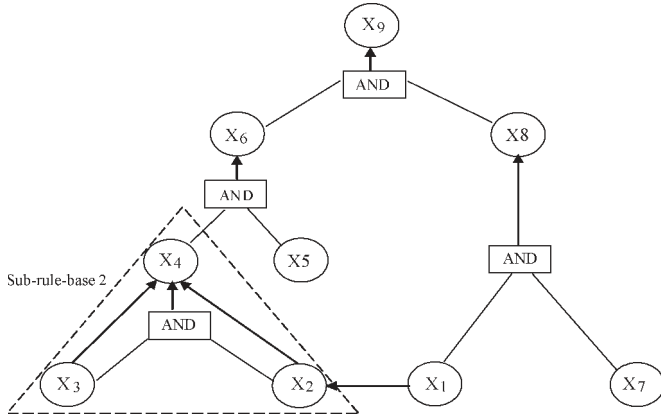 X9
AND
X6
X8
AND
X4
X5
AND
Sub-rule-base 2
AND
X3
X2
X1
X7